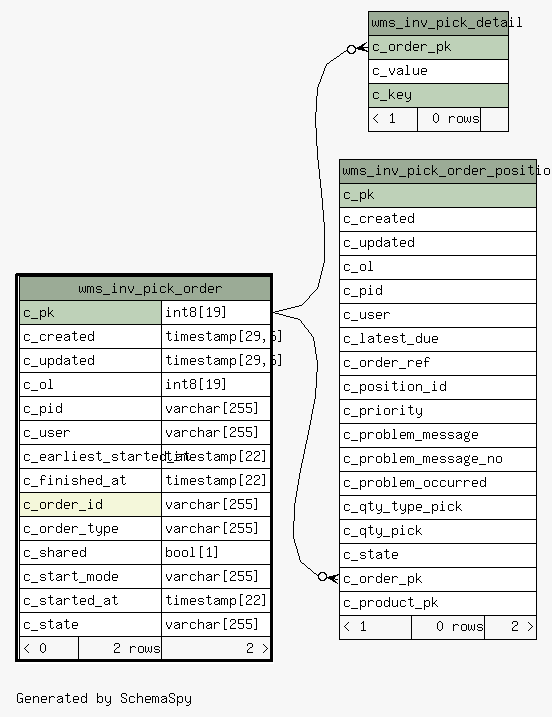 wms_inv_pick_detail
c_order_pk
c_value
c_key
< 1 0 rows
wms_inv_pick_order_positio
c_pk
c_created
c_updated
c_ol
c_pid
c_user
c_latest_due
c_order_ref
c_position_id
c_priority
c_problem_message
c_problem_message_no
c_problem_occurred
c_qty_type_pick
c_qty_pick
c_state
c_order_pk
c_product_pk
< 1 0 rows 2 >
wms_inv_pick_order
c_pk int8[19]
c_created timestamp[29,6]
c_updated timestamp[29,6]
c_ol int8[19]
c_pid varchar[255]
c_user varchar[255]
c_earliest_started_at timestamp[22]
c_finished_at timestamp[22]
c_order_id varchar[255]
c_order_type varchar[255]
c_shared bool[1]
c_start_mode varchar[255]
c_started_at timestamp[22]
c_state varchar[255]
< 0 2 rows 2 >
Generated by SchemaSpy